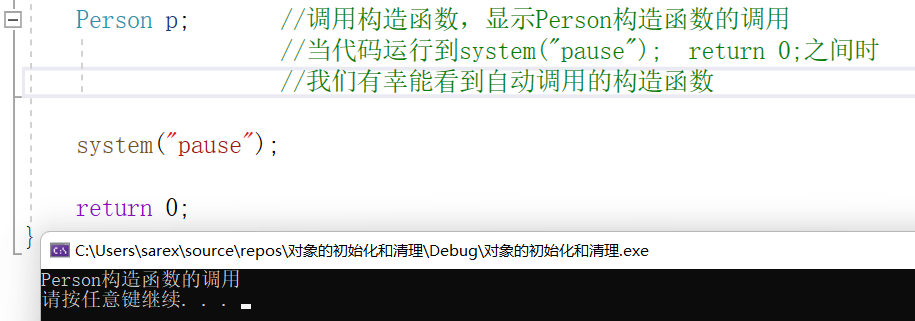 Person p; //调用构造函数，显示Person构造函数的调用
//当代码运行到system("pause"); return 0;之间时
//我们有幸能看到自动调用的构造函数
system("pause");
return 0;
}
C:\Users\sarex\source\repos\对象的初始化和清理\Debug\对象的初始化和清理.exe
Person构造函数的调用
请按任意键继续. . .